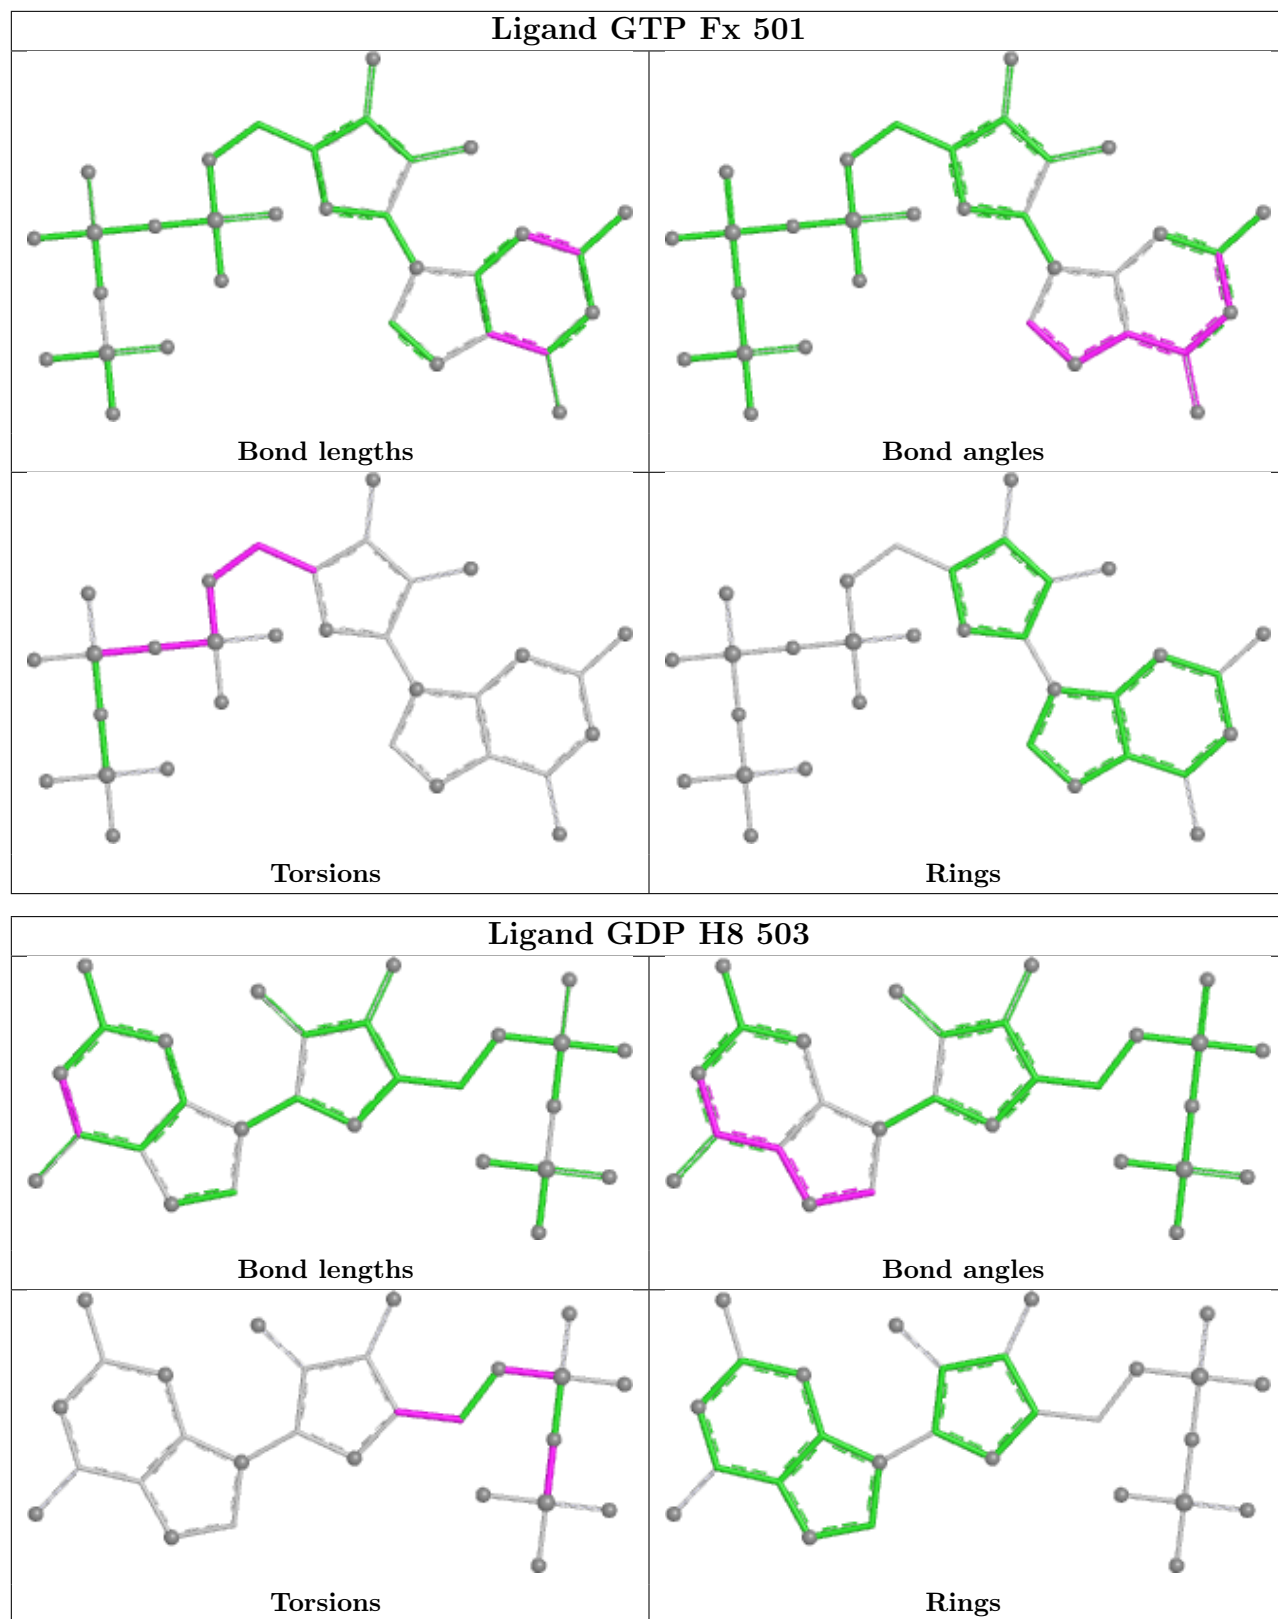 Ligand GTP Fx 501
Bond lengths
Bond angles
Torsions
Rings
Ligand GDP H8 503
Bond lengths
Bond angles
Torsions
Rings